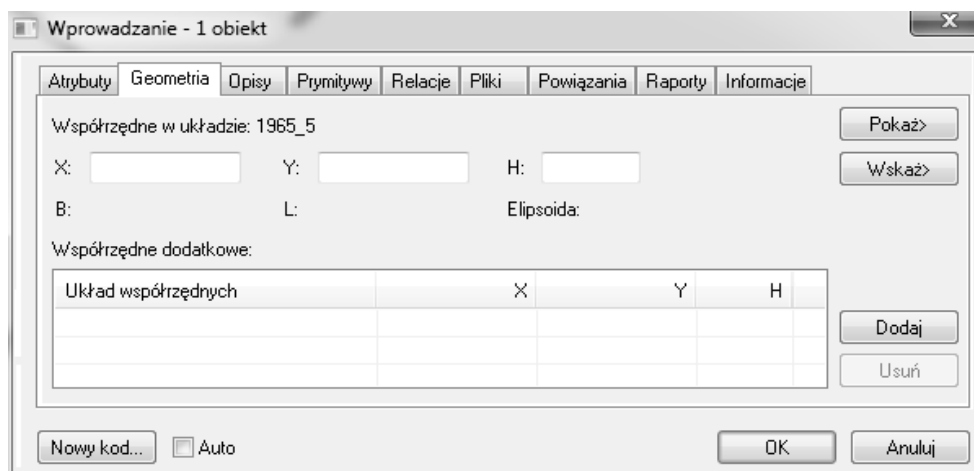 Wprowadzanie - 1 obiekt
Atrybuty Geometria Opisy Prymitywy Relacje Pliki Powiązania Raporty Informacje
Współrzędne w układzie: 1965_5 Pokaż>
X: Y: H: Wskaż>
B: L: Elipsoida:
Współrzędne dodatkowe:
Układ współrzędnych X Y H
Dodaj
Usuń
Nowy kod... Auto OK Anuluj